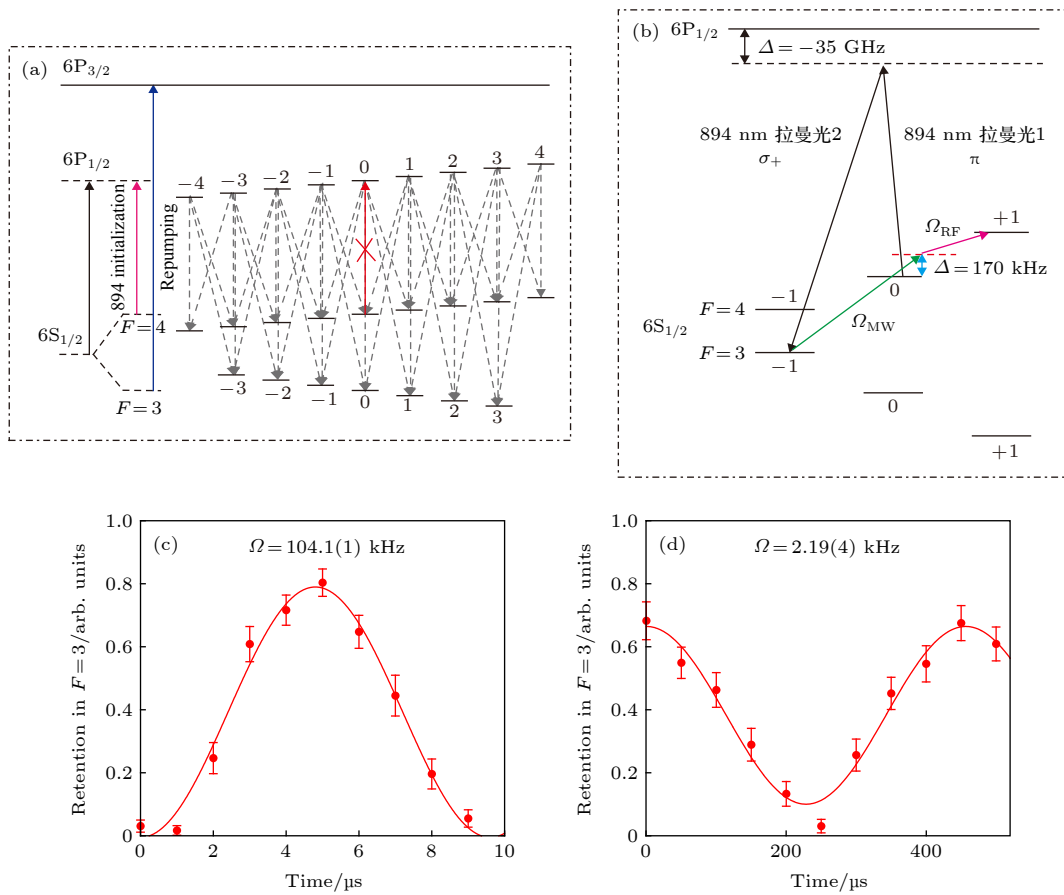 (a)
6P3/2
6P1/2
894 initialization
Repumping
6S1/2
F=4
F=3
−4
−3
−2
−1
0
1
2
3
4
−3
−2
−1
0
1
2
3
(b)
6P1/2
Δ=−35 GHz
894 nm 拉曼光2
σ+
894 nm 拉曼光1
π
ΩRF
+1
Δ=170 kHz
0
−1
F=4
ΩMW
6S1/2
F=3
−1
0
+1
(c)
Ω=104.1(1) kHz
Retention in F=3/arb. units
1.0
0.8
0.6
0.4
0.2
0
0 2 4 6 8 10
Time/µs
(d)
Ω=2.19(4) kHz
Retention in F=3/arb. units
1.0
0.8
0.6
0.4
0.2
0
0 200 400
Time/µs